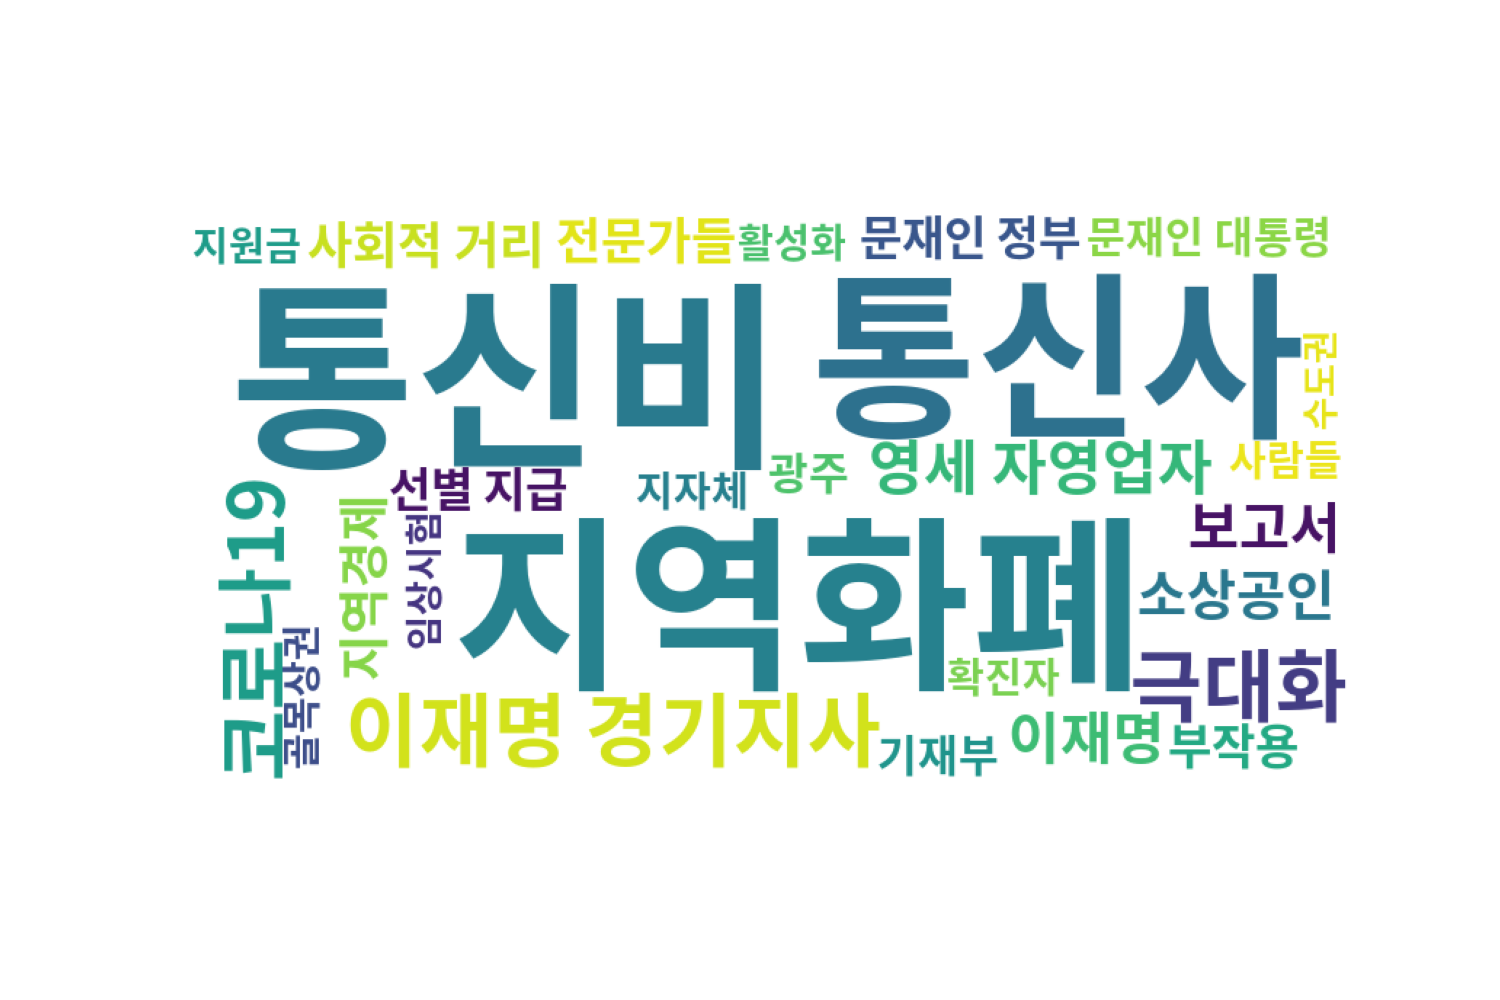 지원금 사회적 거리 전문가들 활성화 문재인 정부 문재인 대통령
통신비 통신사
수도권
선별 지급 지자체 광주 영세 자영업자 사람들
코로나19
지역경제
임상시험
지역화폐
보고서
소상공인
골목상권
확진자
극대화
이재명 경기지사
기재부
이재명
부작용